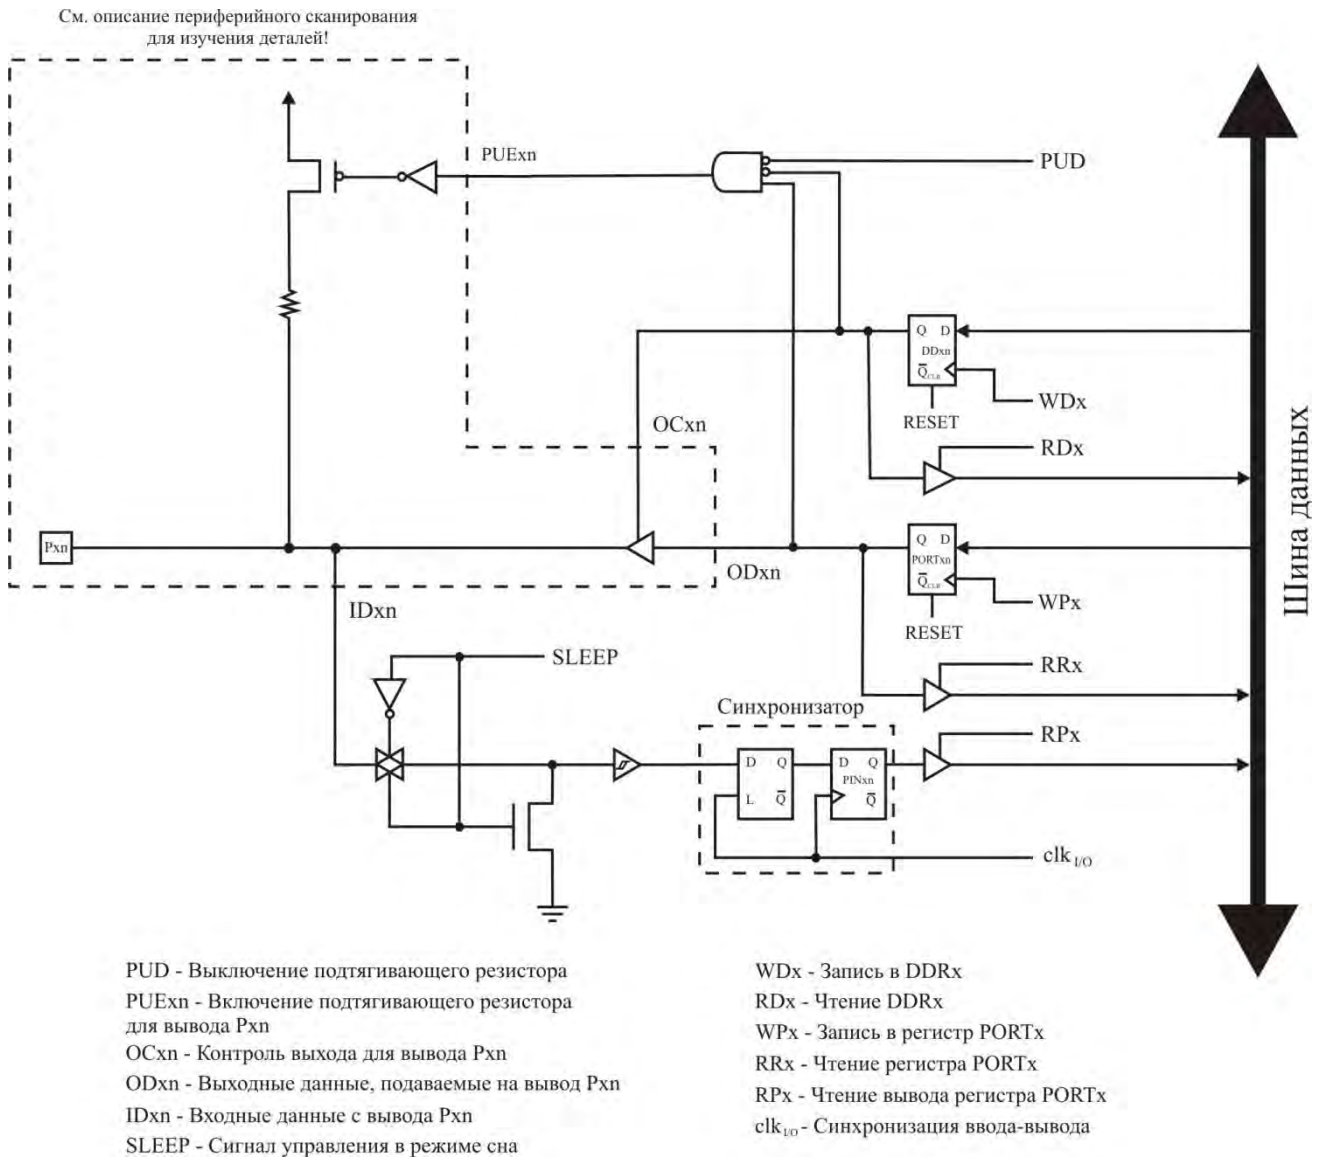 См. описание периферийного сканирования
для изучения деталей!
PUExn
PUD
Q D
DDxn
Q̅CLR
WDx
RESET
OCxn
RDx
Pxn
Q D
PORTxn
Q̅CLR
ODxn
WPx
IDxn
RESET
SLEEP
RRx
Синхронизатор
RPx
D Q
L Q̅
D Q
PINxn
Q̅
clk I/O
Шина данных
PUD - Выключение подтягивающего резистора
PUExn - Включение подтягивающего резистора
для вывода Pxn
OCxn - Контроль выхода для вывода Pxn
ODxn - Выходные данные, подаваемые на вывод Pxn
IDxn - Входные данные с вывода Pxn
SLEEP - Сигнал управления в режиме сна
WDx - Запись в DDRx
RDx - Чтение DDRx
WPx - Запись в регистр PORTx
RRx - Чтение регистра PORTx
RPx - Чтение вывода регистра PORTx
clk I/O - Синхронизация ввода-вывода